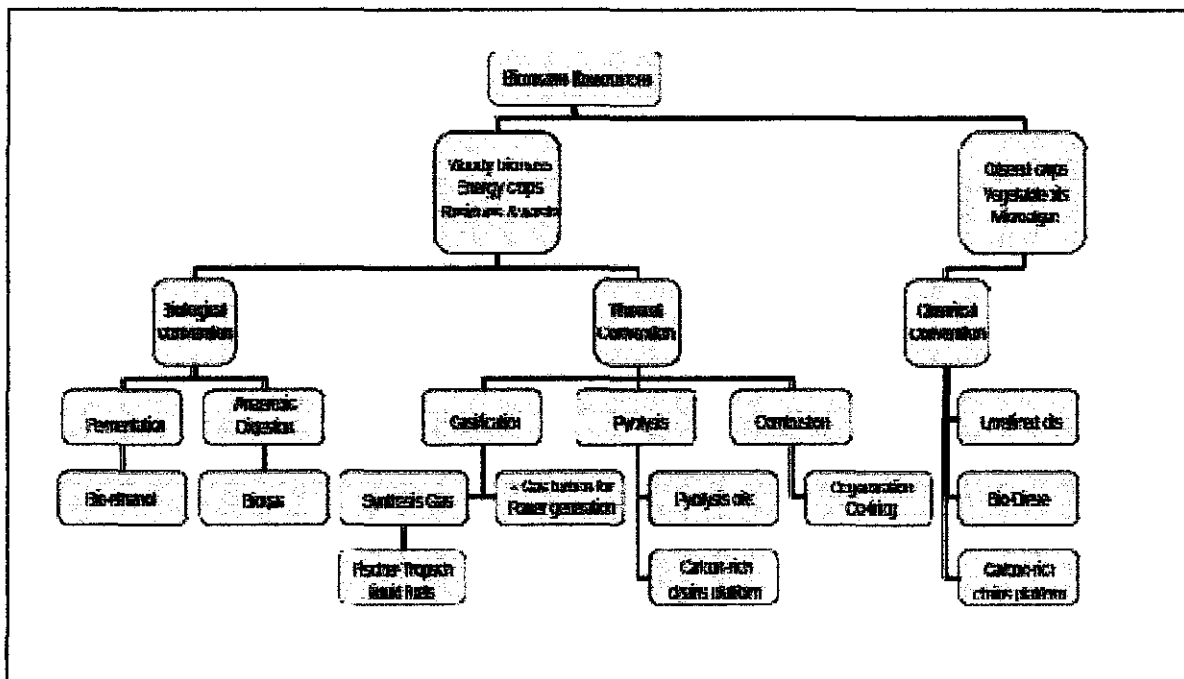 Biomass Resources
Woody biomass
Energy crops
Residues &
Oilseed crops
Vegetable oils
Microalgae
Biological
conversion
Thermal
Conversion
Chemical
Conversion
Fermentation
Anaerobic
Digestion
Gasification
Pyrolysis
Combustion
Unrefined oils
Bio-ethanol
Biogas
Synthesis Gas
Gas turbines for
Power generation
Pyrolysis oils
Cogeneration
Co-firing
Bio-Diesel
Fischer-Tropsch
liquid fuels
Carbon-rich
chains platform
Carbon-rich
chains platform